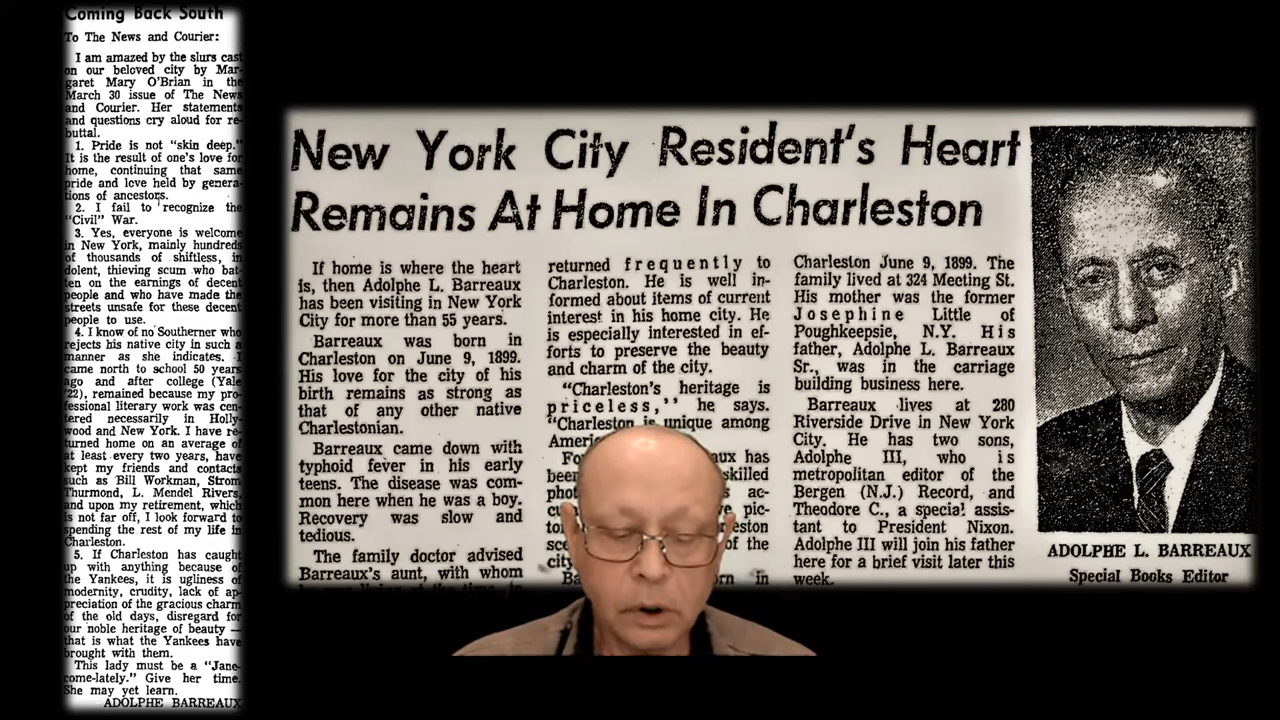 Coming Back South
To The News and Courier:
I am amazed by the slurs cast
on our beloved city by Mar-
garet Mary O'Brian in the
March 30 issue of The News
and Courier. Her statements
and questions cry aloud for re-
buttal.
1. Pride is not "skin deep."
It is the result of one's love for
home, continuing that same
pride and love held by genera-
tions of ancestors.
2. I fail to recognize the
"Civil" War.
3. Yes, everyone is welcome
in New York, mainly hundreds
of thousands of shiftless, in-
dolent, thieving scum who bat-
ten on the earnings of decent
people and who have made the
streets unsafe for these decent
people to use.
4. I know of no Southerner who
rejects his native city in such a
manner as she indicates. I
came north to school 50 years
ago and after college (Yale
'22), remained because my pro-
fessional literary work was cen-
tered necessarily in Holly-
wood and New York. I have re-
turned home on an average of
at least every two years, have
kept my friends and contacts
such as Bill Workman, Strom
Thurmond, L. Mendel Rivers,
and upon my retirement, which
is not far off, I look forward to
spending the rest of my life in
Charleston.
5. If Charleston has caught
up with anything because of
the Yankees, it is ugliness of
modernity, crudity, lack of ap-
preciation of the gracious charm
of the old days, disregard for
our noble heritage of beauty —
that is what the Yankees have
brought with them.
This lady must be a "Jane-
come-lately." Give her time.
She may yet learn.
ADOLPHE BARREAUX
New York City Resident's Heart
Remains At Home In Charleston
If home is where the heart
is, then Adolphe L. Barreaux
has been visiting in New York
City for more than 55 years.
Barreaux was born in
Charleston on June 9, 1899.
His love for the city of his
birth remains as strong as
that of any other native
Charlestonian.
Barreaux came down with
typhoid fever in his early
teens. The disease was com-
mon here when he was a boy.
Recovery was slow and
tedious.
The family doctor advised
Barreaux's aunt, with whom
returned frequently to
Charleston. He is well in-
formed about items of current
interest in his home city. He
is especially interested in ef-
forts to preserve the beauty
and charm of the city.
"Charleston's heritage is
priceless," he says.
"Charleston is unique among
Charleston June 9, 1899. The
family lived at 324 Meeting St.
His mother was the former
Josephine Little of
Poughkeepsie, N.Y. His
father, Adolphe L. Barreaux
Sr., was in the carriage
building business here.
Barreaux lives at 280
Riverside Drive in New York
City. He has two sons,
Adolphe III, who is
metropolitan editor of the
Bergen (N.J.) Record, and
Theodore C., a special assis-
tant to President Nixon.
Adolphe III will join his father
here for a brief visit later this
week.
ADOLPHE L. BARREAUX
Special Books Editor